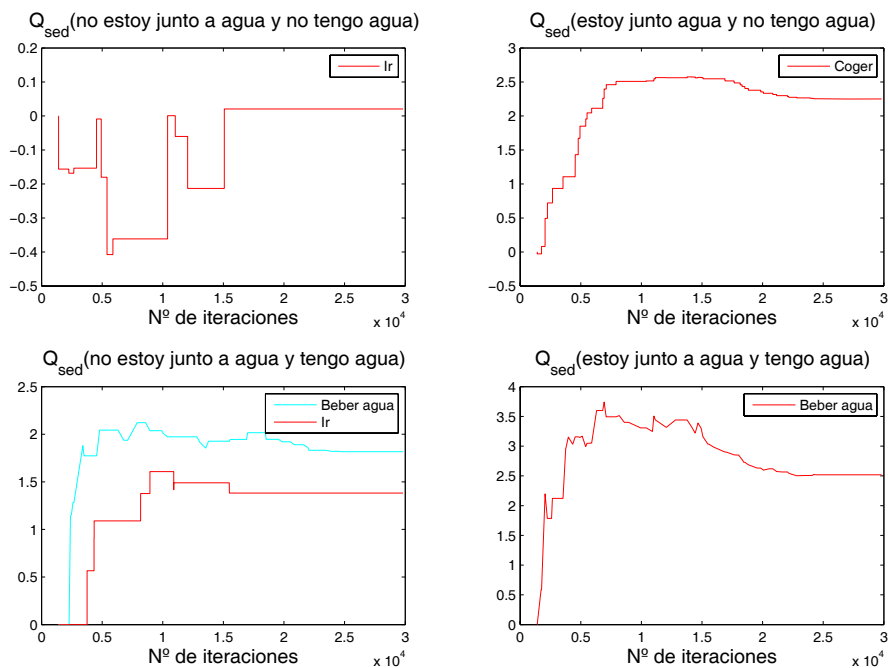 Q_sed(no estoy junto a agua y no tengo agua)
0.2
0.1
0
−0.1
−0.2
−0.3
−0.4
−0.5
Ir
0 0.5 1 1.5 2 2.5 3
x 10^4
Nº de iteraciones
Q_sed(estoy junto agua y no tengo agua)
3
2.5
2
1.5
1
0.5
0
−0.5
Coger
0 0.5 1 1.5 2 2.5 3
x 10^4
Nº de iteraciones
Q_sed(no estoy junto a agua y tengo agua)
2.5
2
1.5
1
0.5
0
Beber agua
Ir
0 0.5 1 1.5 2 2.5 3
x 10^4
Nº de iteraciones
Q_sed(estoy junto a agua y tengo agua)
4
3.5
3
2.5
2
1.5
1
0.5
0
Beber agua
0 0.5 1 1.5 2 2.5 3
x 10^4
Nº de iteraciones